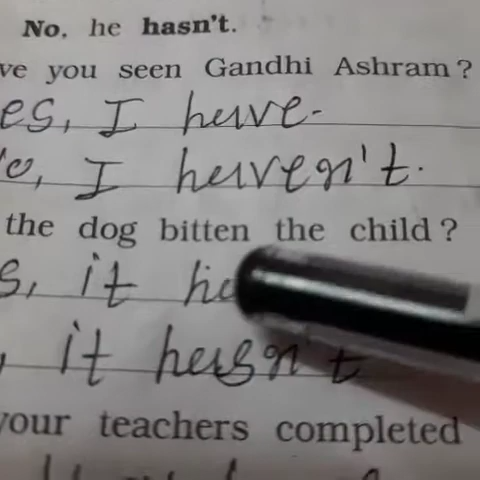 No, he hasn't.
ve you seen Gandhi Ashram?
es, I have.
o, I haven't.
the dog bitten the child?
s, it
it hasn't
your teachers completed